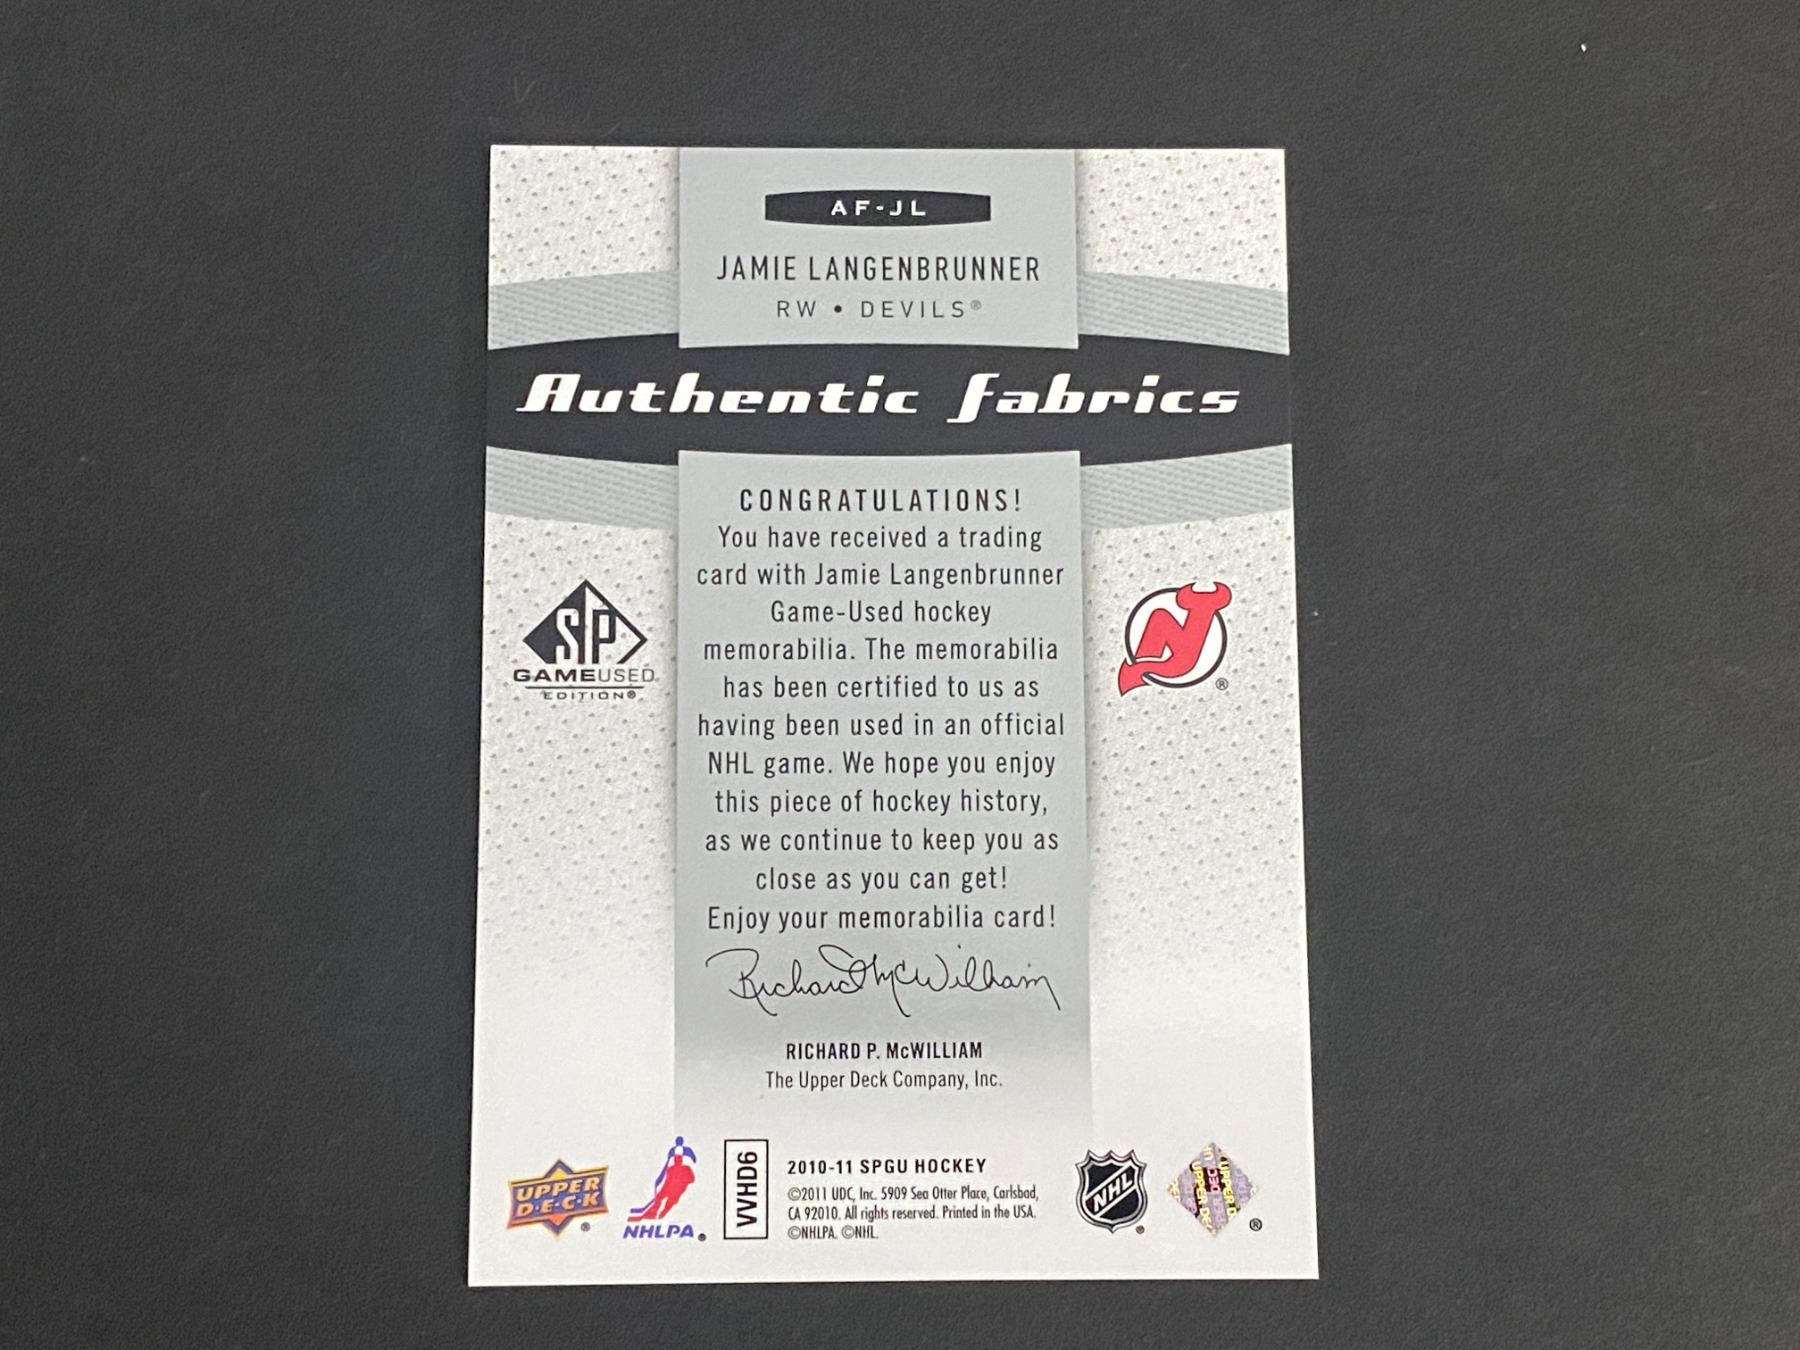 AF-JL
JAMIE LANGENBRUNNER
RW • DEVILS®
Authentic Fabrics
CONGRATULATIONS!
You have received a trading
card with Jamie Langenbrunner
Game-Used hockey
memorabilia. The memorabilia
has been certified to us as
having been used in an official
NHL game. We hope you enjoy
this piece of hockey history,
as we continue to keep you as
close as you can get!
Enjoy your memorabilia card!
Richard McWilliam
RICHARD P. McWILLIAM
The Upper Deck Company, Inc.
SP
GAMEUSED
EDITION®
®
UPPER
D·E·C·K
®
NHLPA®
VVHD6
2010-11 SPGU HOCKEY
©2011 UDC, Inc. 5909 Sea Otter Place, Carlsbad,
CA 92010. All rights reserved. Printed in the USA.
©NHLPA. ©NHL.
NHL
®
®